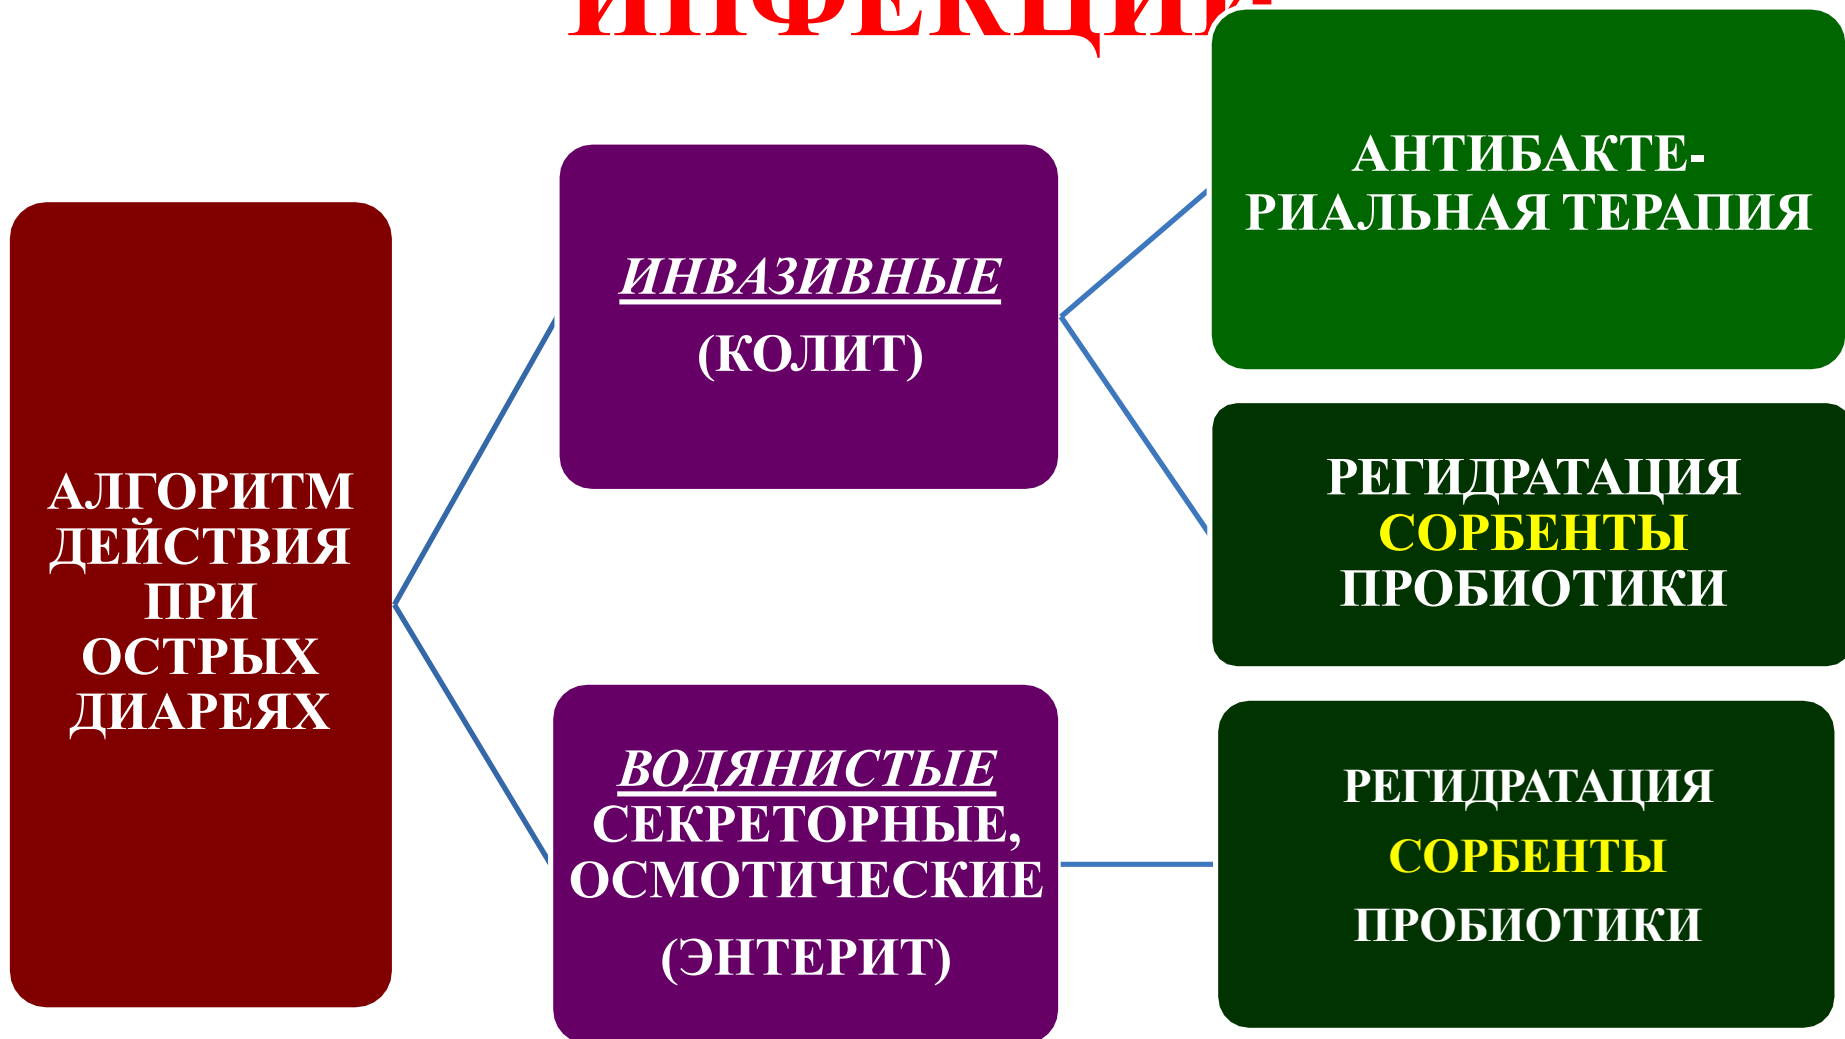 ИНФЕКЦИИ
АЛГОРИТМ
ДЕЙСТВИЯ
ПРИ
ОСТРЫХ
ДИАРЕЯХ
ИНВАЗИВНЫЕ
(КОЛИТ)
ВОДЯНИСТЫЕ
СЕКРЕТОРНЫЕ,
ОСМОТИЧЕСКИЕ
(ЭНТЕРИТ)
АНТИБАКТЕ-
РИАЛЬНАЯ ТЕРАПИЯ
РЕГИДРАТАЦИЯ
СОРБЕНТЫ
ПРОБИОТИКИ
РЕГИДРАТАЦИЯ
СОРБЕНТЫ
ПРОБИОТИКИ